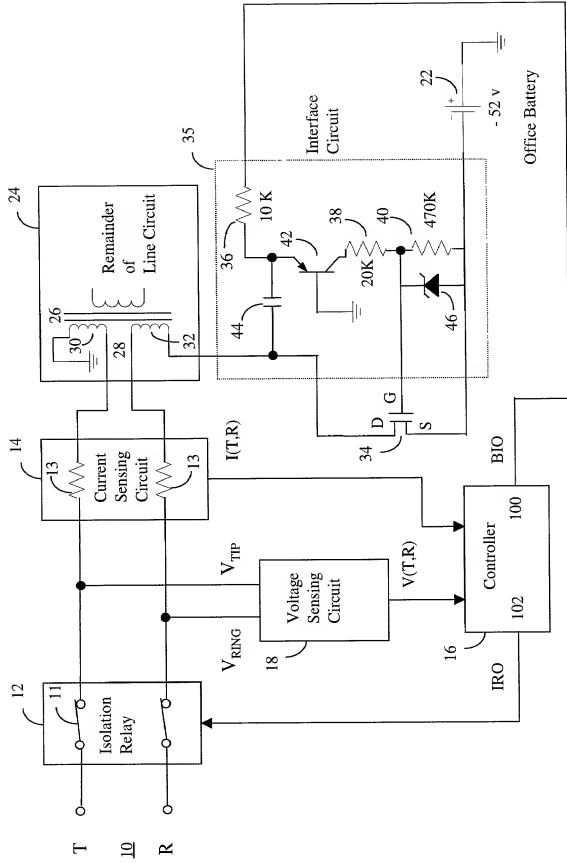 T
10
R
12
11
Isolation
Relay
14
13
Current
Sensing
Circuit
13
I(T,R)
V_TIP
V_RING
Voltage
Sensing
Circuit
18
V(T,R)
IRO
16
102
Controller
100
BIO
24
26
30
28
32
Remainder
of
Line Circuit
35
Interface
Circuit
36
10 K
44
42
38
20K
40
470K
46
34
D
G
S
22
- +
- 52 v
Office Battery